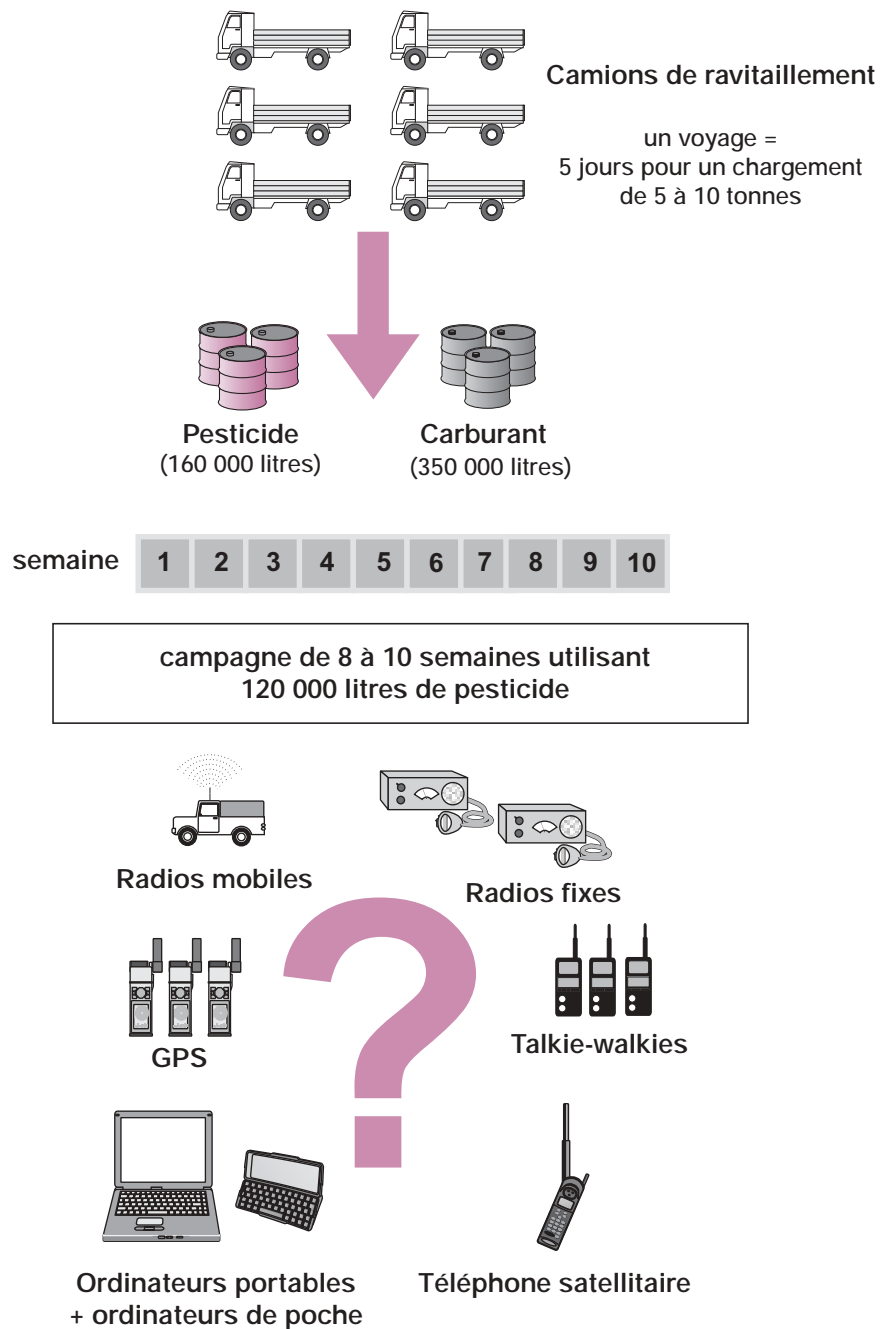 Camions de ravitaillement
un voyage =
5 jours pour un chargement
de 5 à 10 tonnes
Pesticide
(160 000 litres)
Carburant
(350 000 litres)
semaine 1 2 3 4 5 6 7 8 9 10
campagne de 8 à 10 semaines utilisant
120 000 litres de pesticide
Radios mobiles
Radios fixes
?
GPS
Talkie-walkies
Ordinateurs portables
+ ordinateurs de poche
Téléphone satellitaire